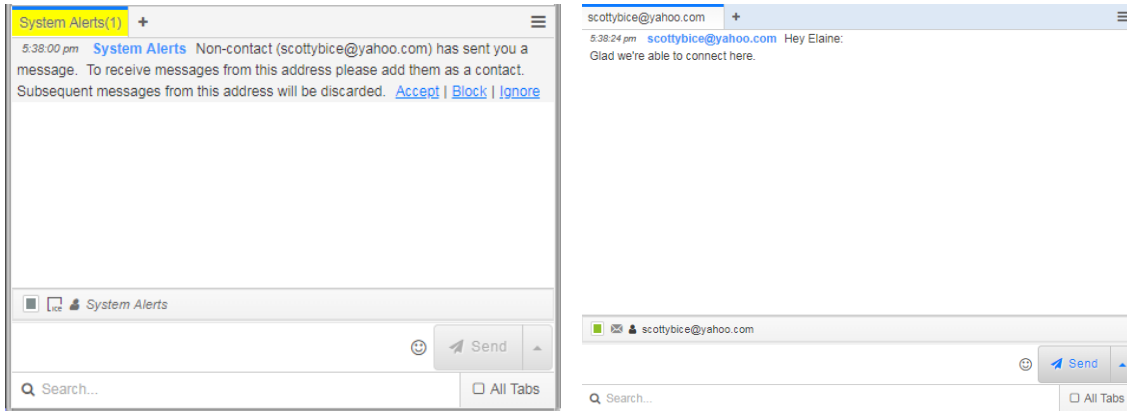 System Alerts(1) +
5:38:00 pm System Alerts Non-contact (scottybice@yahoo.com) has sent you a
message. To receive messages from this address please add them as a contact.
Subsequent messages from this address will be discarded. Accept | Block | Ignore
ICE System Alerts
Send
Search... All Tabs
scottybice@yahoo.com +
5:38:24 pm scottybice@yahoo.com Hey Elaine:
Glad we're able to connect here.
scottybice@yahoo.com
Send
Search... All Tabs